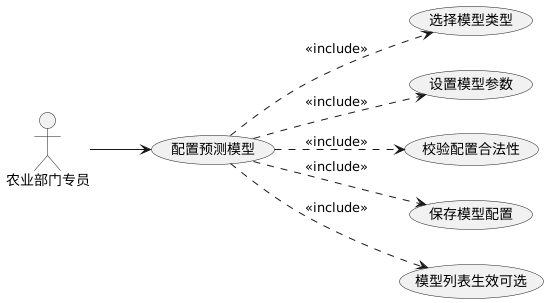 选择模型类型
«include»
设置模型参数
«include»
农业部门专员
配置预测模型
«include»
校验配置合法性
«include»
保存模型配置
«include»
模型列表生效可选